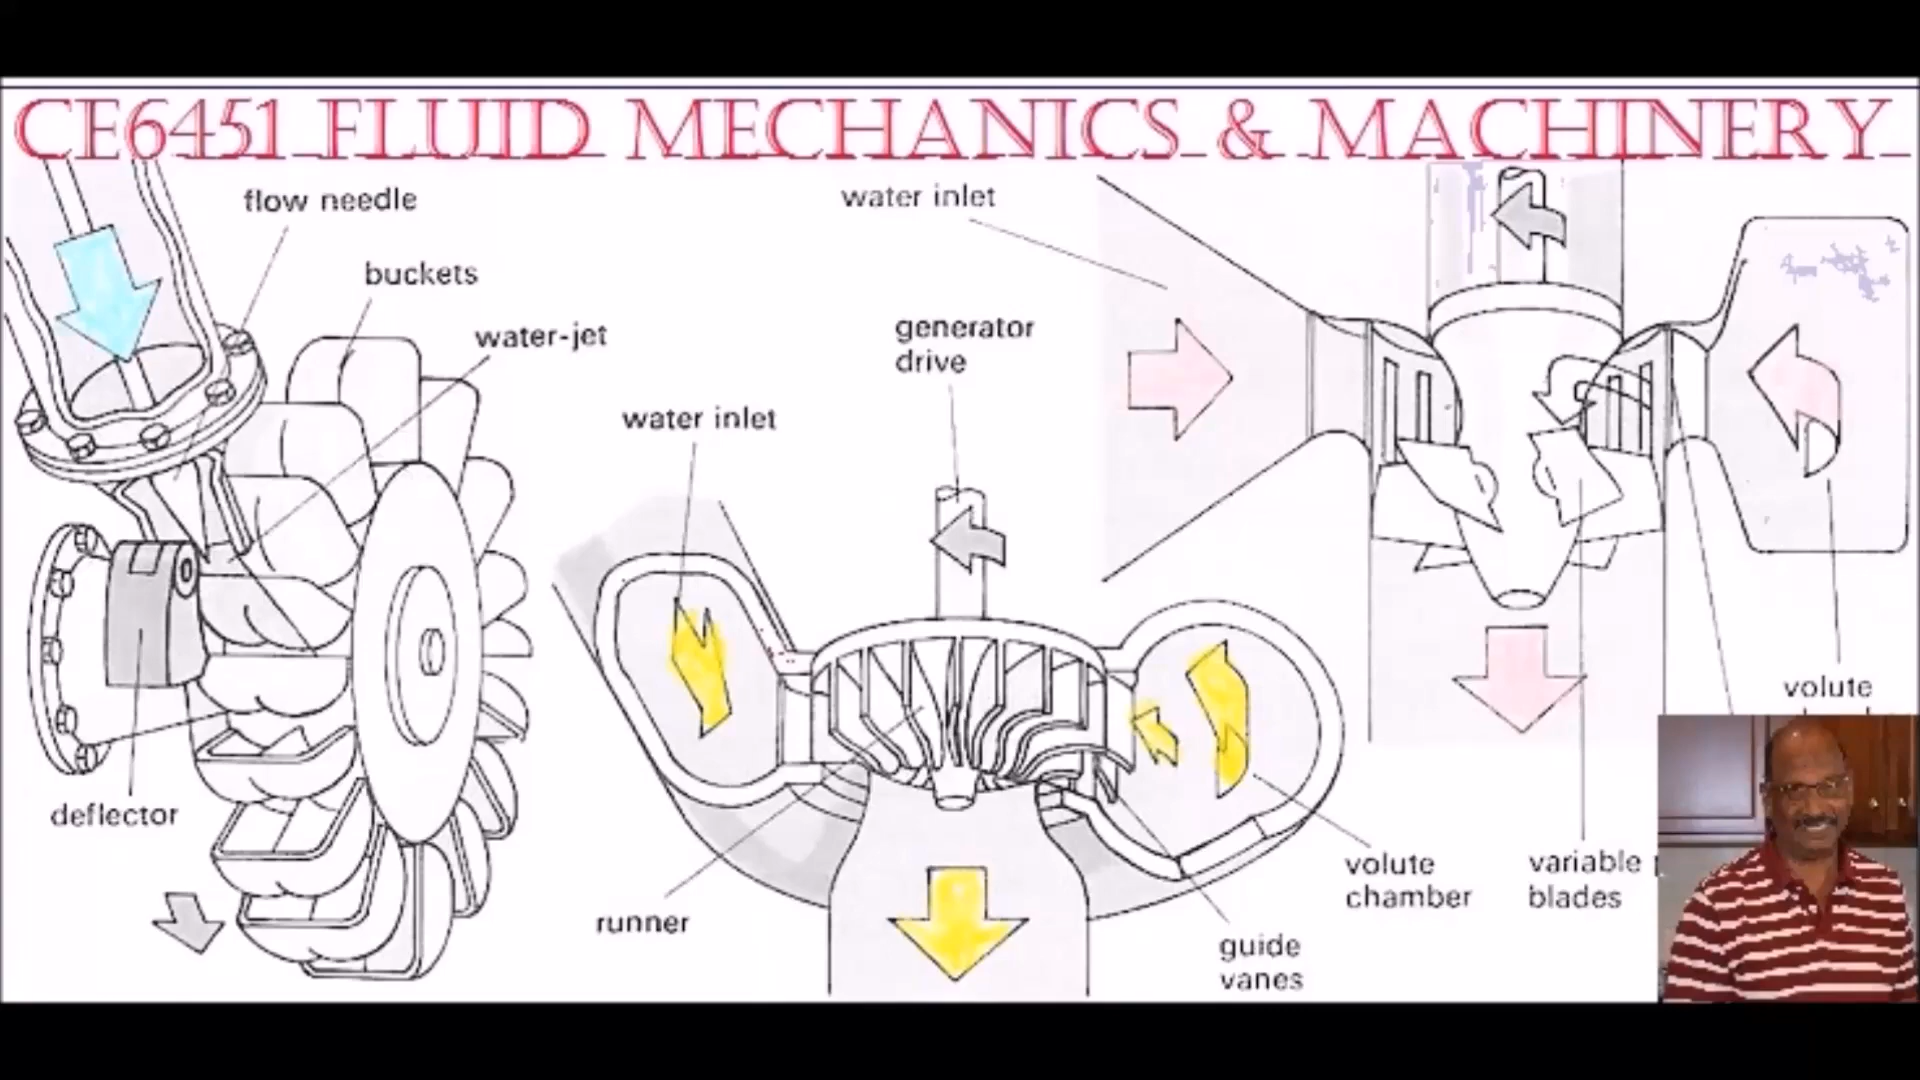 CE6451 FLUID MECHANICS & MACHINERY
flow needle
buckets
water-jet
deflector
water inlet
generator
drive
runner
guide
vanes
volute
chamber
water inlet
variable
blades
volute